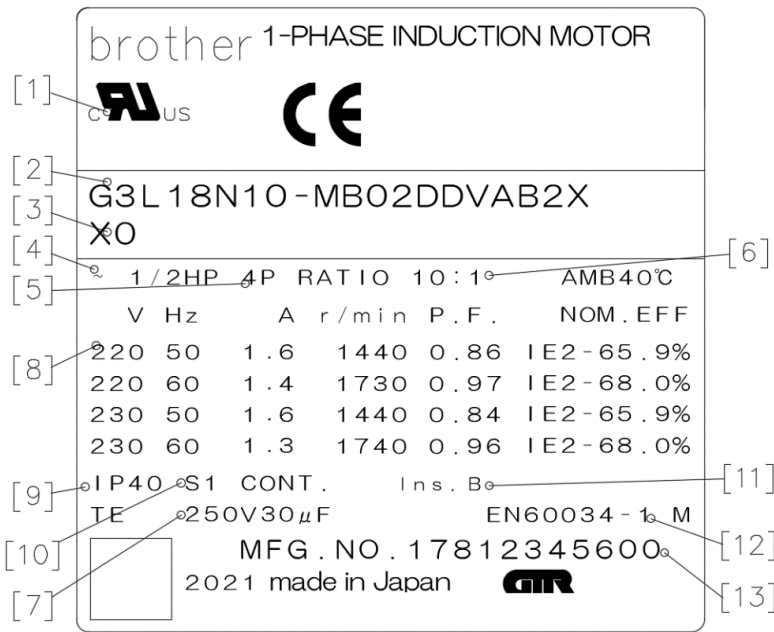 brother 1-PHASE INDUCTION MOTOR
[1] c RU US CE
[2] G3L18N10-MB02DDVAB2X
[3] X0
[4] ~
[5] 1/2HP 4P RATIO 10:1 AMB40℃ [6]
V Hz A r/min P.F. NOM.EFF
[8] 220 50 1.6 1440 0.86 IE2-65.9%
220 60 1.4 1730 0.97 IE2-68.0%
230 50 1.6 1440 0.84 IE2-65.9%
230 60 1.3 1740 0.96 IE2-68.0%
[9] IP40 S1 CONT. Ins.B [11]
TE 250V30μF EN60034-1 M
[10] MFG.NO.17812345600 [12]
[7] 2021 made in Japan GTR [13]